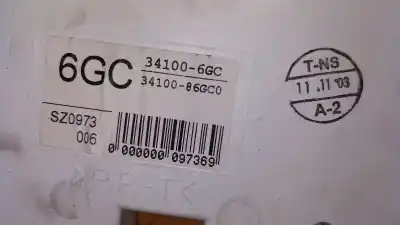 6GC
34100-6GC
34100-86GC0
SZ0973
006
0 000000 097369
T-NS
11.11 '03
A-2